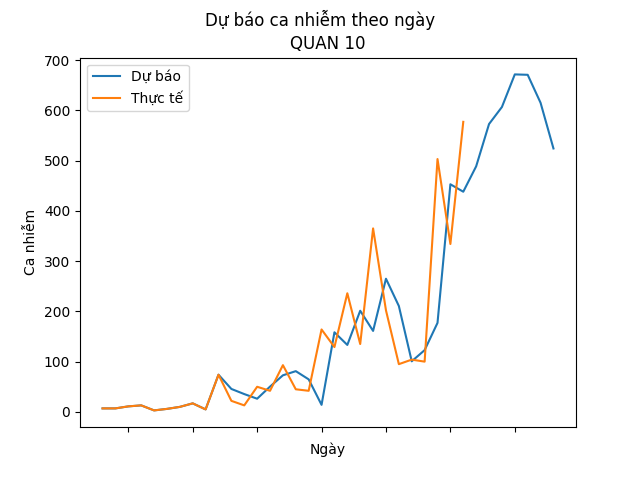 Dự báo ca nhiễm theo ngày
QUAN 10
Dự báo
Thực tế
700
600
500
400
300
200
100
0
Ca nhiễm
Ngày